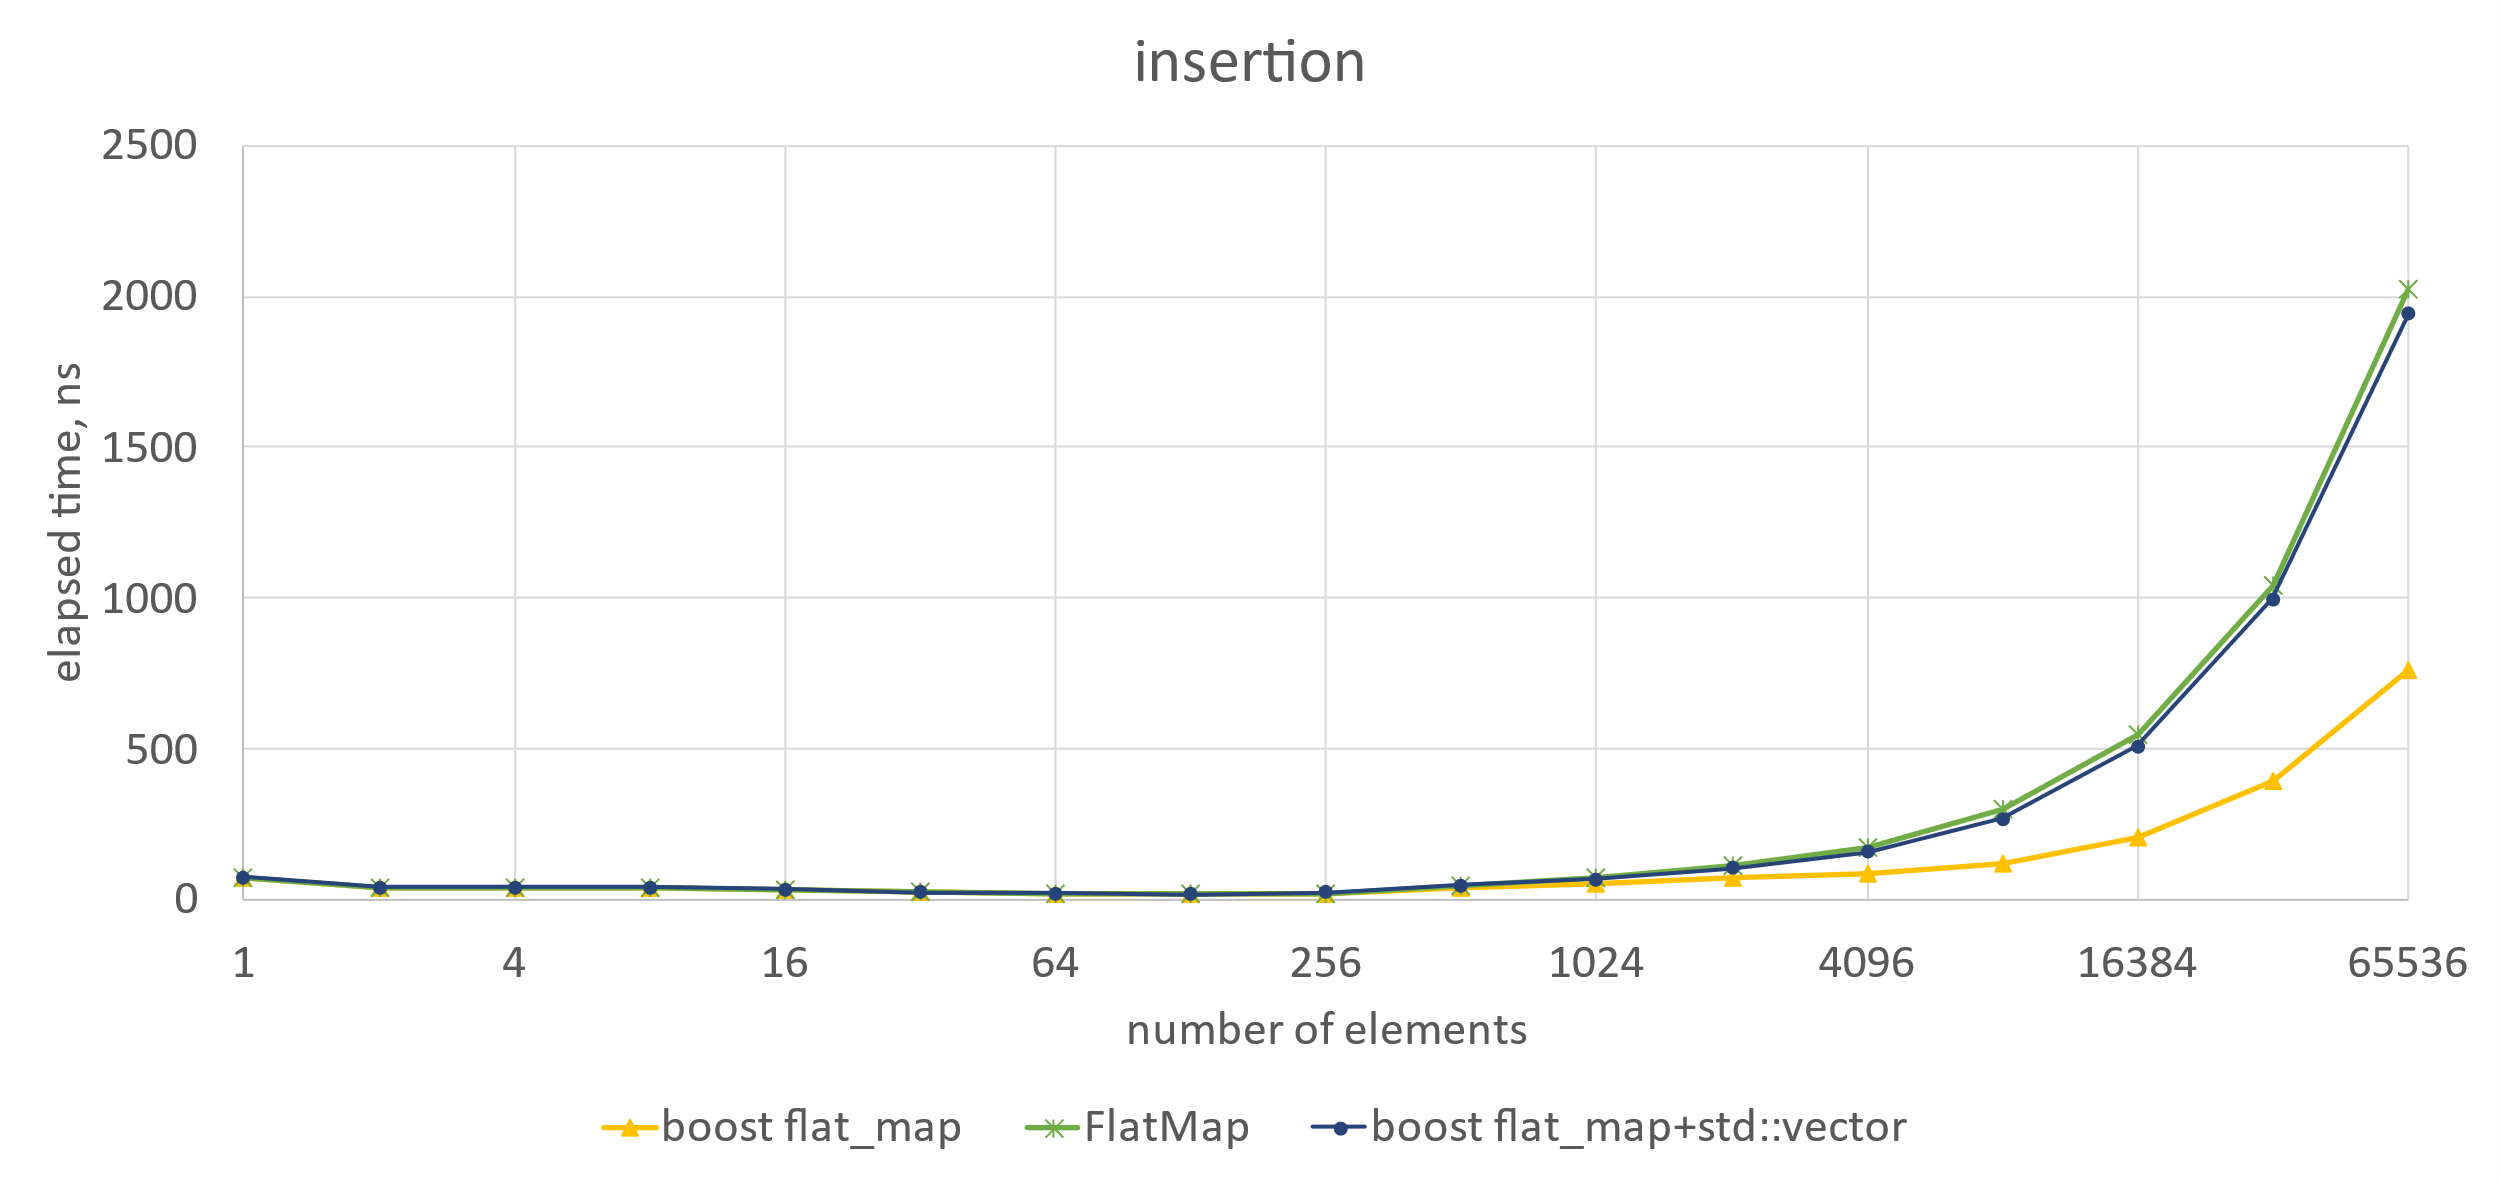 insertion
2500
2000
1500
1000
500
0
elapsed time, ns
1 4 16 64 256 1024 4096 16384 65536
number of elements
boost flat_map FlatMap boost flat_map+std::vector